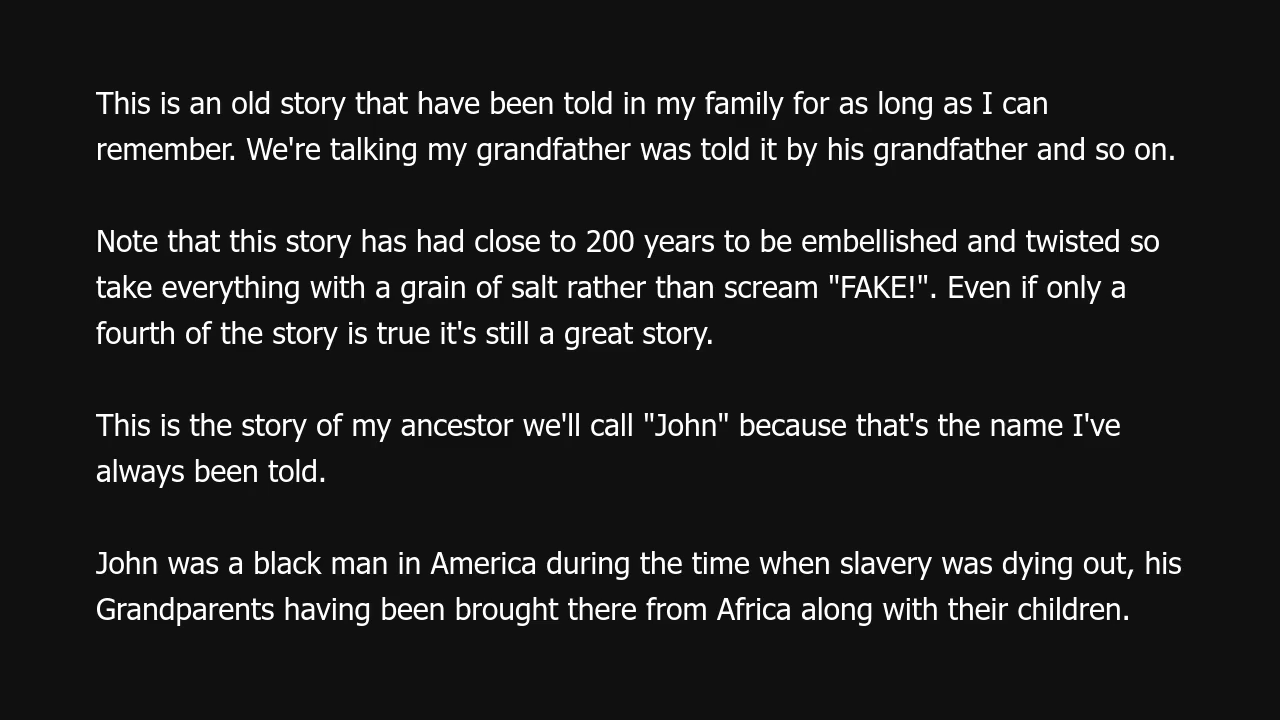 This is an old story that have been told in my family for as long as I can
remember. We're talking my grandfather was told it by his grandfather and so on.
Note that this story has had close to 200 years to be embellished and twisted so
take everything with a grain of salt rather than scream "FAKE!". Even if only a
fourth of the story is true it's still a great story.
This is the story of my ancestor we'll call "John" because that's the name I've
always been told.
John was a black man in America during the time when slavery was dying out, his
Grandparents having been brought there from Africa along with their children.